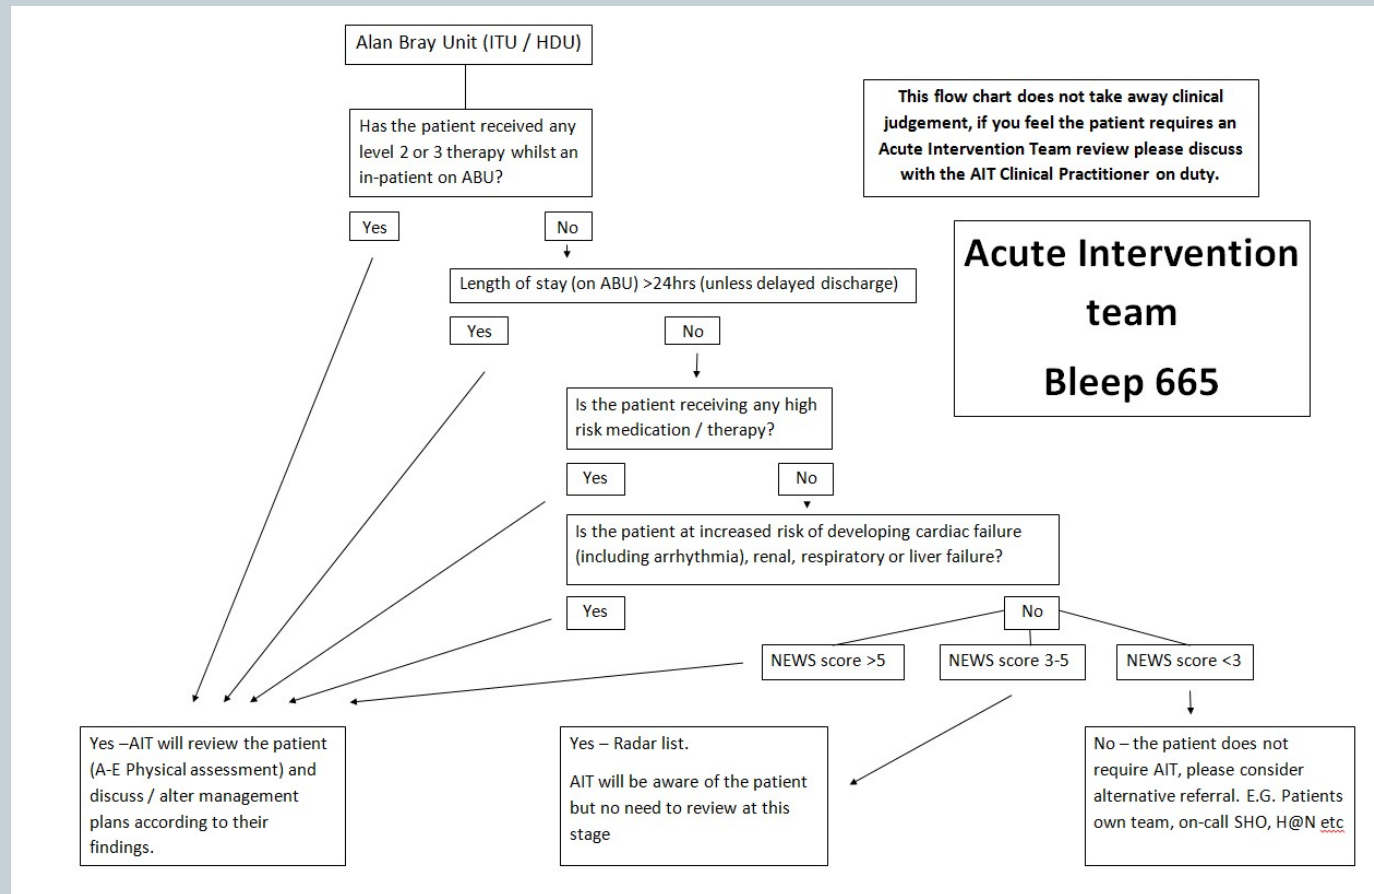 Alan Bray Unit (ITU / HDU)
This flow chart does not take away clinical
judgement, if you feel the patient requires an
Acute Intervention Team review please discuss
with the AIT Clinical Practitioner on duty.
Has the patient received any
level 2 or 3 therapy whilst an
in-patient on ABU?
Yes
No
Acute Intervention
team
Bleep 665
Length of stay (on ABU) >24hrs (unless delayed discharge)
Yes
No
Is the patient receiving any high
risk medication / therapy?
Yes
No
Is the patient at increased risk of developing cardiac failure
(including arrhythmia), renal, respiratory or liver failure?
Yes
No
NEWS score >5
NEWS score 3-5
NEWS score <3
Yes –AIT will review the patient
(A-E Physical assessment) and
discuss / alter management
plans according to their
findings.
Yes – Radar list.
AIT will be aware of the patient
but no need to review at this
stage
No – the patient does not
require AIT, please consider
alternative referral. E.G. Patients
own team, on-call SHO, H@N etc